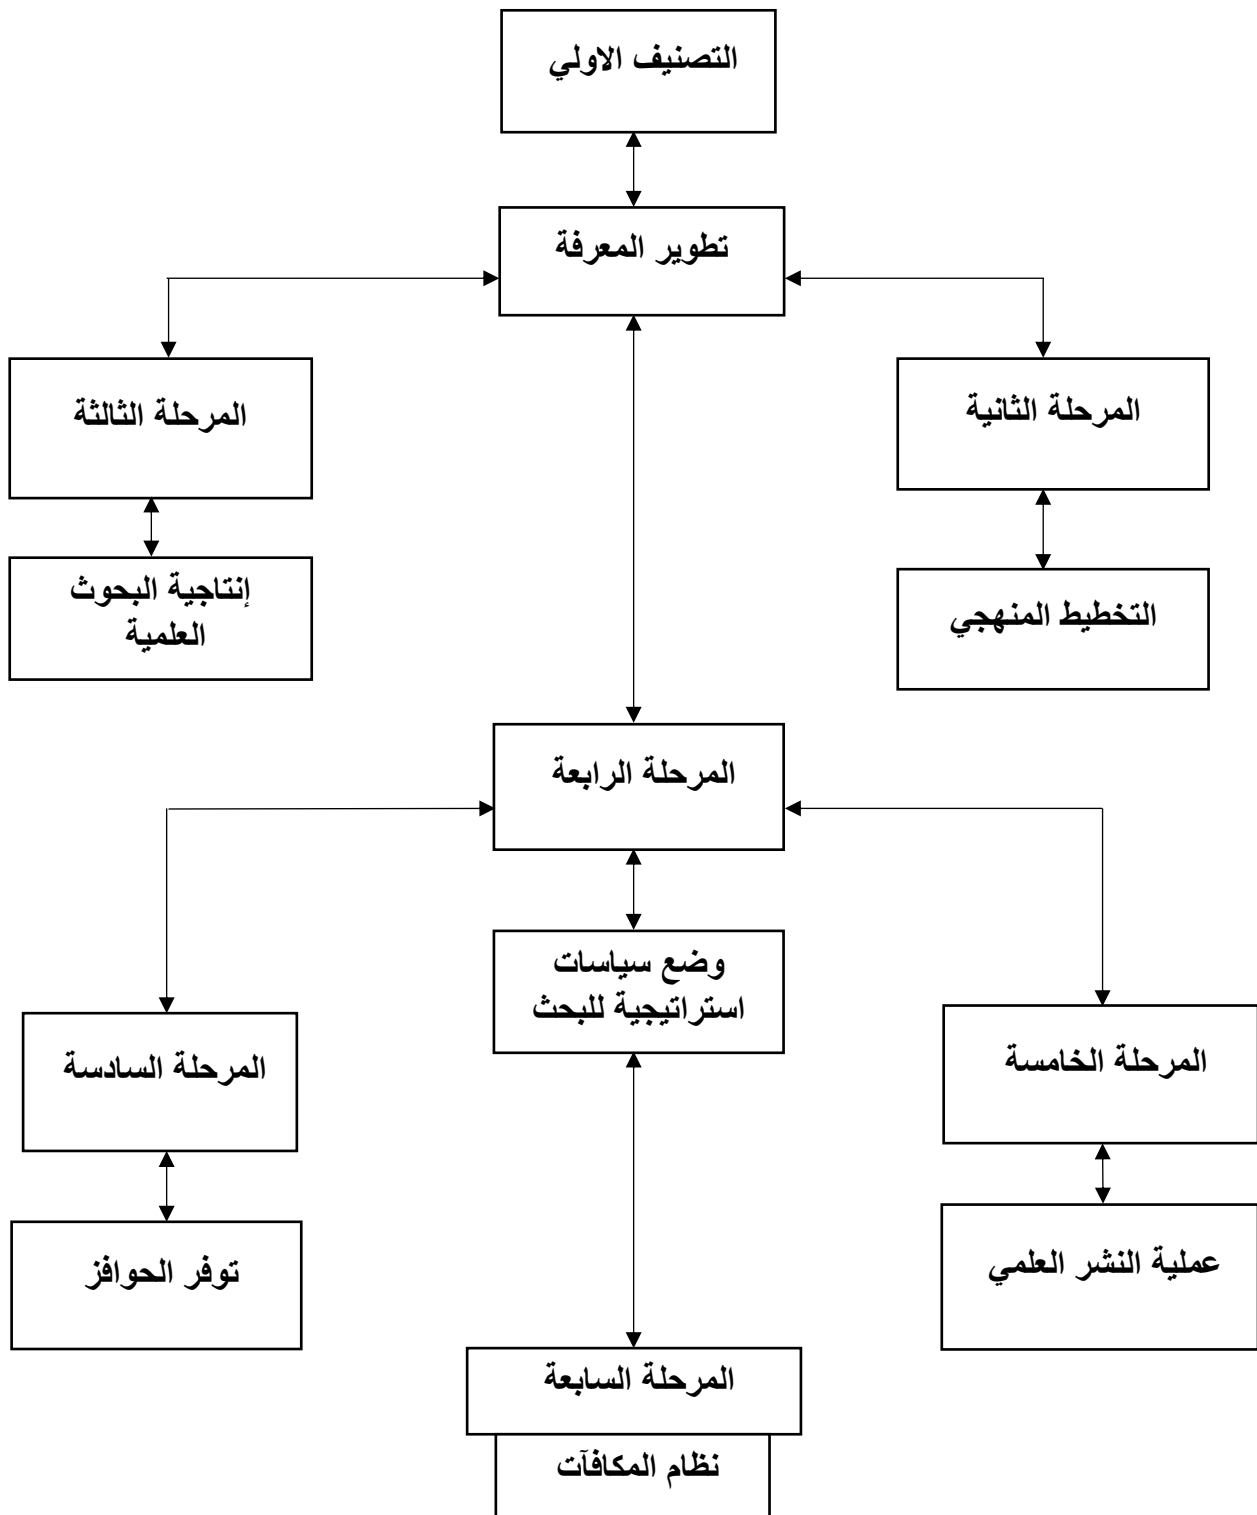 التصنيف الاولي
تطوير المعرفة
المرحلة الثانية
المرحلة الثالثة
التخطيط المنهجي
إنتاجية البحوث
العلمية
المرحلة الرابعة
وضع سياسات
استراتيجية للبحث
المرحلة الخامسة
المرحلة السادسة
عملية النشر العلمي
توفر الحوافز
المرحلة السابعة
نظام المكافآت